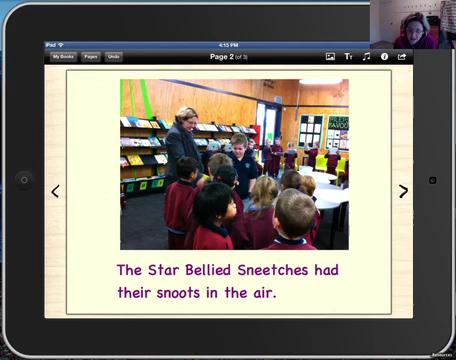 iPad
4:15 PM
My Books
Pages
Undo
Page 2 (of 3)
The Star Bellied Sneetches had
their snoots in the air.
Resources